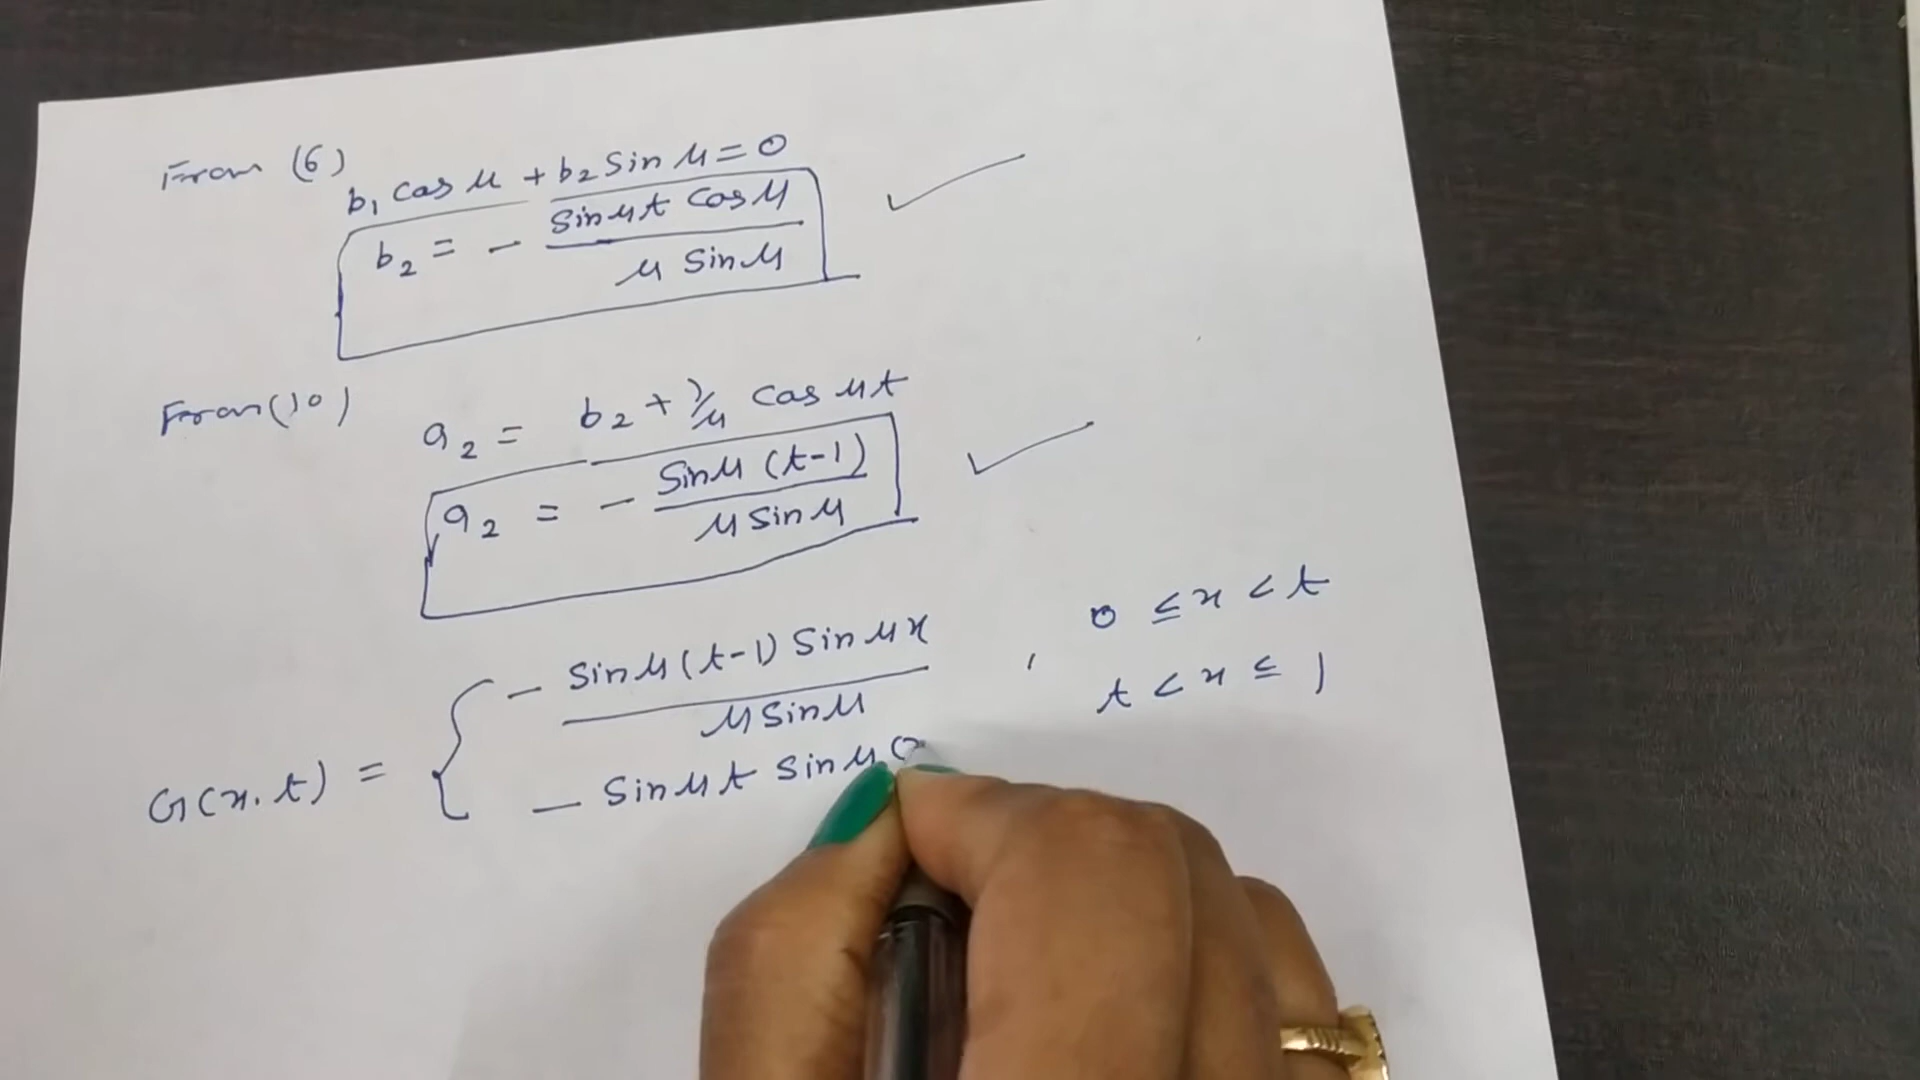 From (6)
b₁ cos μ + b₂ Sin μ = 0
b₂ = - Sin μt Cos μ / μ Sin μ
From (10)
a₂ = b₂ + 1/μ Cos μt
a₂ = - Sin μ (t-1) / μ Sin μ
G(x.t) = { - Sin μ (t-1) Sin μx / μ Sin μ , 0 ≤ x < t
- Sin μt Sin μ t < x ≤ 1